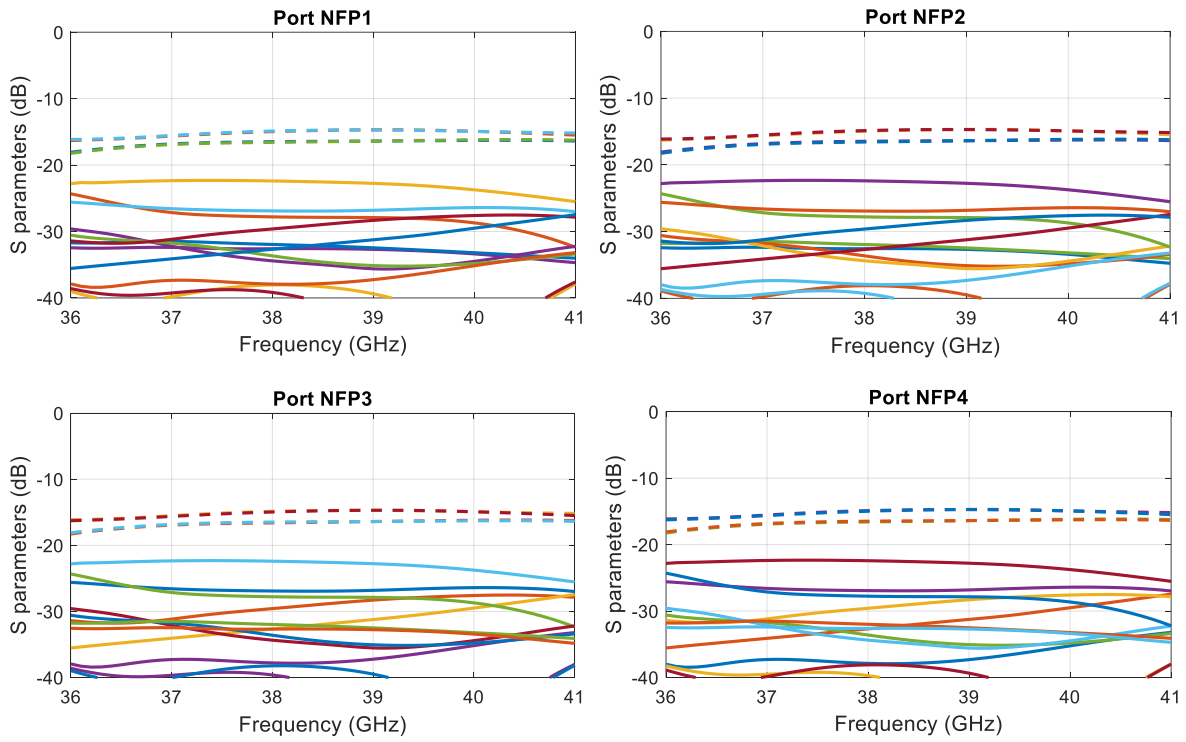 Port NFP1
S parameters (dB)
0
-10
-20
-30
-40
36 37 38 39 40 41
Frequency (GHz)
Port NFP2
S parameters (dB)
0
-10
-20
-30
-40
36 37 38 39 40 41
Frequency (GHz)
Port NFP3
S parameters (dB)
0
-10
-20
-30
-40
36 37 38 39 40 41
Frequency (GHz)
Port NFP4
S parameters (dB)
0
-10
-20
-30
-40
36 37 38 39 40 41
Frequency (GHz)